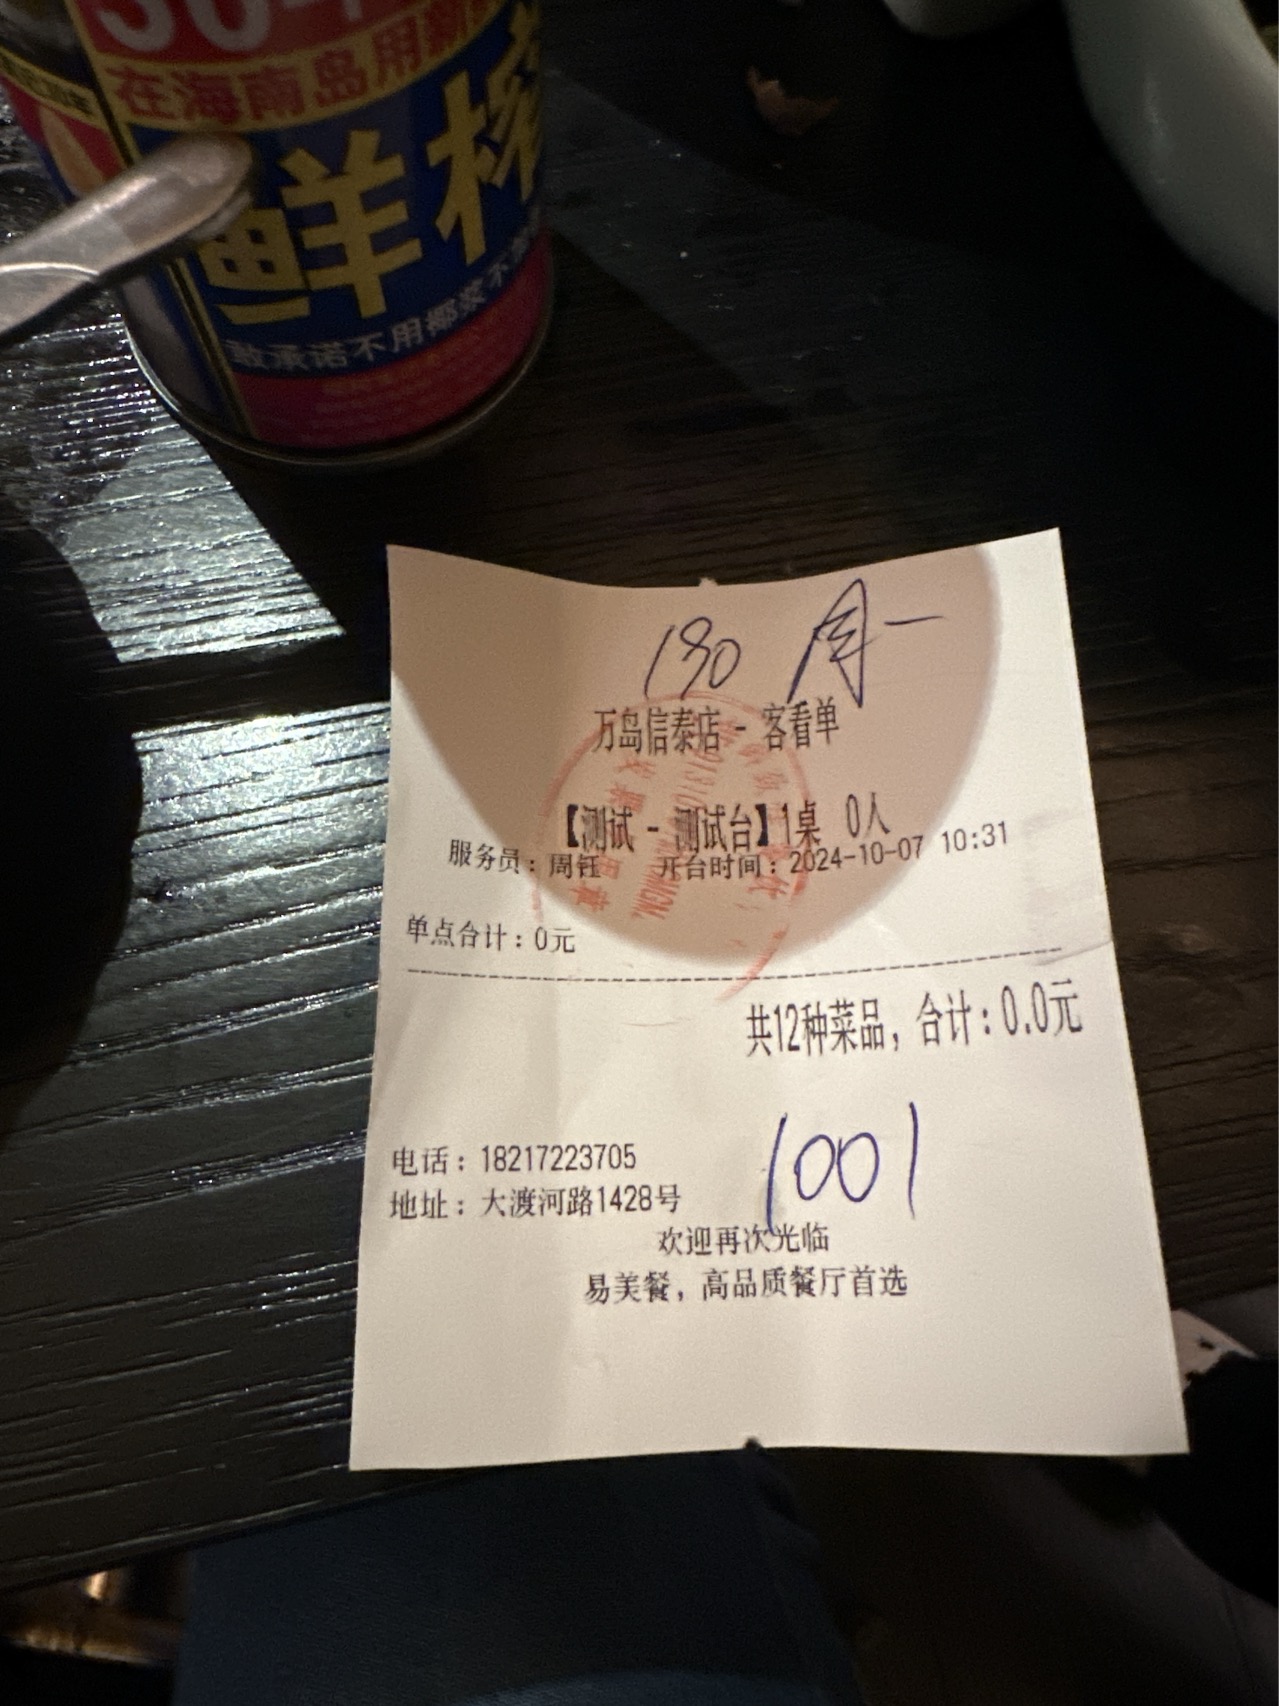 在海南岛用新
鲜椰
敢承诺不用椰浆不
190 周一
万岛信泰店 - 客看单
【测试 - 测试台】1桌 0人
服务员：周钰 开台时间：2024-10-07 10:31
单点合计：0元
共12种菜品，合计：0.0元
1001
电话：18217223705
地址：大渡河路1428号
欢迎再次光临
易美餐，高品质餐厅首选